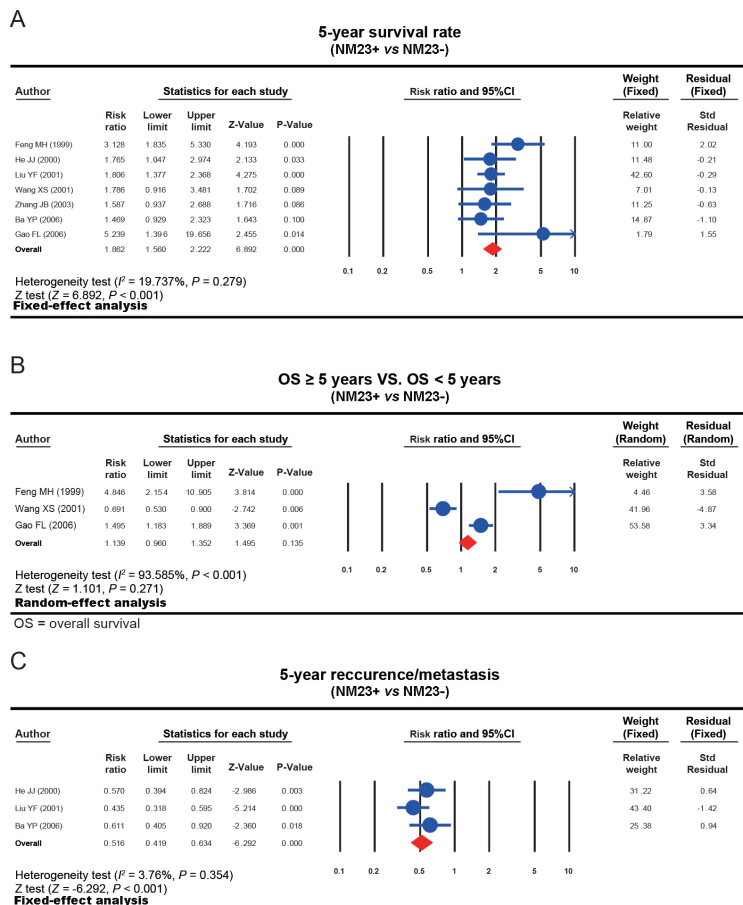 A
5-year survival rate
(NM23+ vs NM23-)
Author Statistics for each study Risk ratio and 95%CI Weight (Fixed) Residual (Fixed)
Risk ratio Lower limit Upper limit Z-Value P-Value Relative weight Std Residual
Feng MH (1999) 3.128 1.835 5.330 4.193 0.000 11.00 2.02
He JJ (2000) 1.765 1.047 2.974 2.133 0.033 11.48 -0.21
Liu YF (2001) 1.806 1.377 2.368 4.275 0.000 42.60 -0.29
Wang XS (2001) 1.786 0.916 3.481 1.702 0.089 7.01 -0.13
Zhang JB (2003) 1.587 0.937 2.688 1.716 0.086 11.25 -0.63
Ba YP (2006) 1.469 0.929 2.323 1.643 0.100 14.87 -1.10
Gao FL (2006) 5.239 1.396 19.656 2.455 0.014 1.79 1.55
Overall 1.862 1.560 2.222 6.892 0.000
0.1 0.2 0.5 1 2 5 10
Heterogeneity test (I² = 19.737%, P = 0.279)
Z test (Z = 6.892, P < 0.001)
Fixed-effect analysis
B
OS ≥ 5 years VS. OS < 5 years
(NM23+ vs NM23-)
Author Statistics for each study Risk ratio and 95%CI Weight (Random) Residual (Random)
Risk ratio Lower limit Upper limit Z-Value P-Value Relative weight Std Residual
Feng MH (1999) 4.846 2.154 10.905 3.814 0.000 4.46 3.58
Wang XS (2001) 0.691 0.530 0.900 -2.742 0.006 41.96 -4.87
Gao FL (2006) 1.495 1.183 1.889 3.369 0.001 53.58 3.34
Overall 1.139 0.960 1.352 1.495 0.135
0.1 0.2 0.5 1 2 5 10
Heterogeneity test (I² = 93.585%, P < 0.001)
Z test (Z = 1.101, P = 0.271)
Random-effect analysis
OS = overall survival
C
5-year reccurence/metastasis
(NM23+ vs NM23-)
Author Statistics for each study Risk ratio and 95%CI Weight (Fixed) Residual (Fixed)
Risk ratio Lower limit Upper limit Z-Value P-Value Relative weight Std Residual
He JJ (2000) 0.570 0.394 0.824 -2.986 0.003 31.22 0.64
Liu YF (2001) 0.435 0.318 0.595 -5.214 0.000 43.40 -1.42
Ba YP (2006) 0.611 0.405 0.920 -2.360 0.018 25.38 0.94
Overall 0.516 0.419 0.634 -6.292 0.000
0.1 0.2 0.5 1 2 5 10
Heterogeneity test (I² = 3.76%, P = 0.354)
Z test (Z = -6.292, P < 0.001)
Fixed-effect analysis